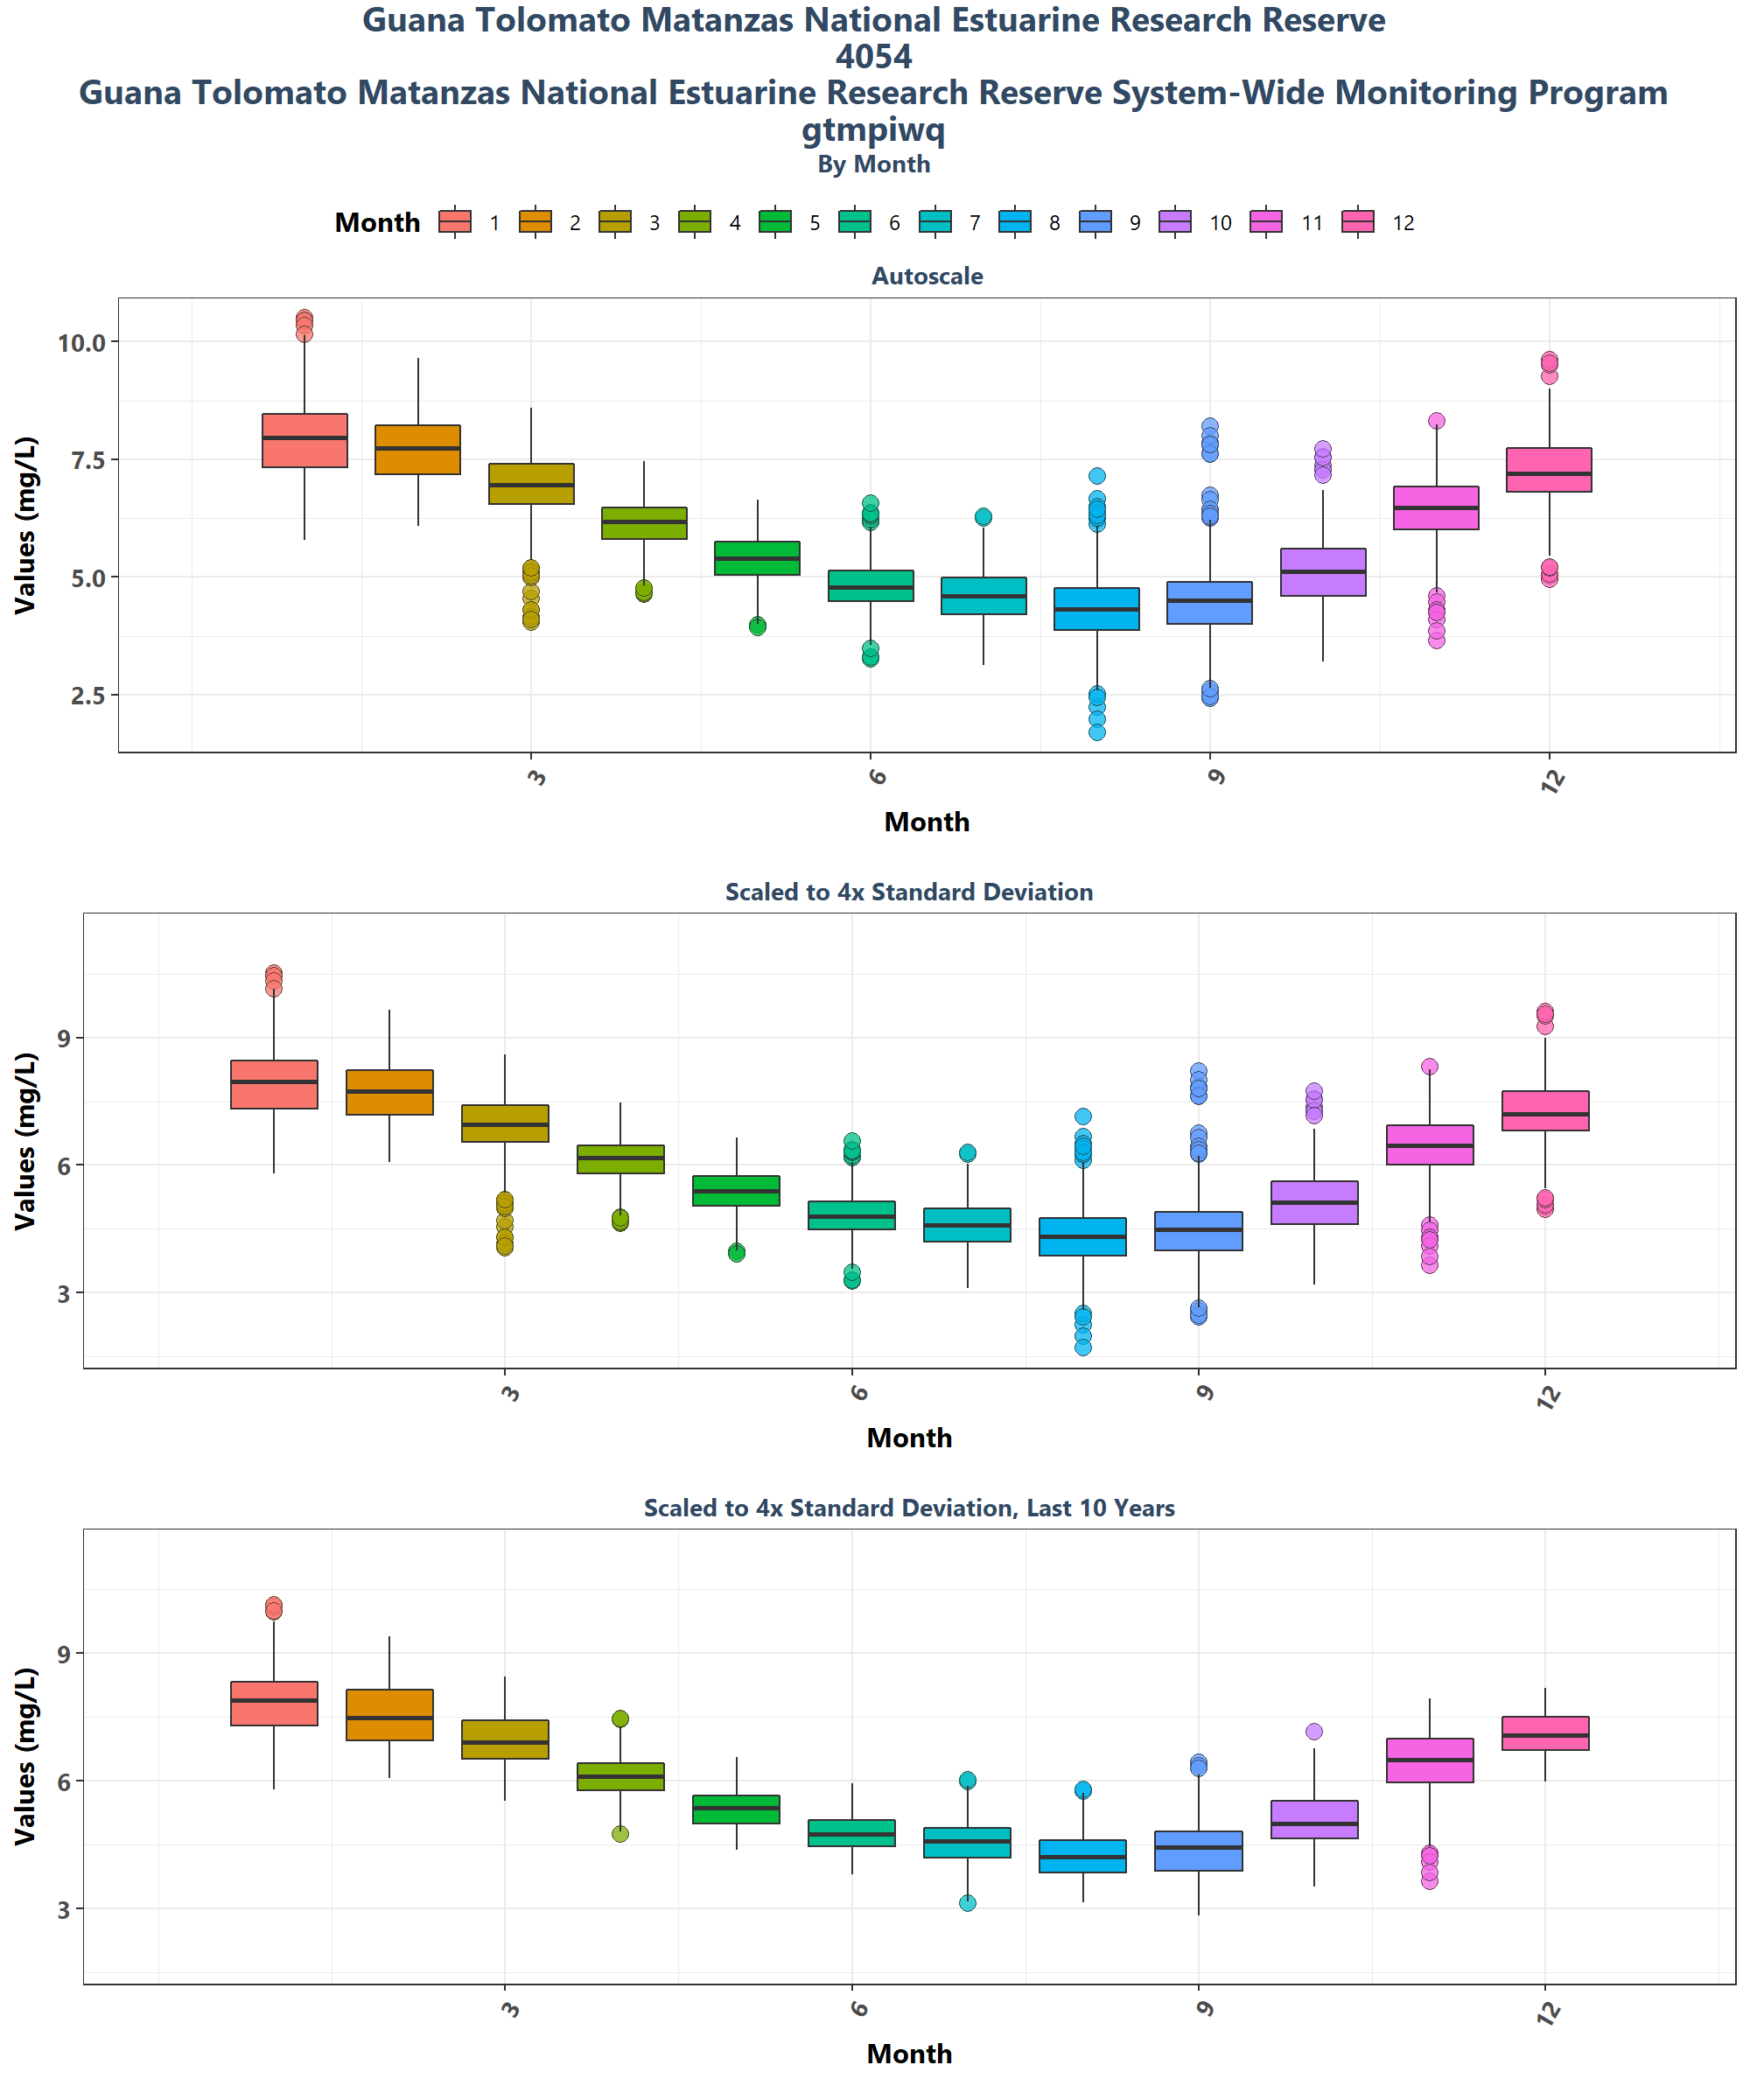 Guana Tolomato Matanzas National Estuarine Research Reserve
4054
Guana Tolomato Matanzas National Estuarine Research Reserve System-Wide Monitoring Program
gtmpiwq
By Month
Month 1 2 3 4 5 6 7 8 9 10 11 12
Autoscale
Values (mg/L)
10.0
7.5
5.0
2.5
3 6 9 12
Month
Scaled to 4x Standard Deviation
Values (mg/L)
9
6
3
3 6 9 12
Month
Scaled to 4x Standard Deviation, Last 10 Years
Values (mg/L)
9
6
3
3 6 9 12
Month